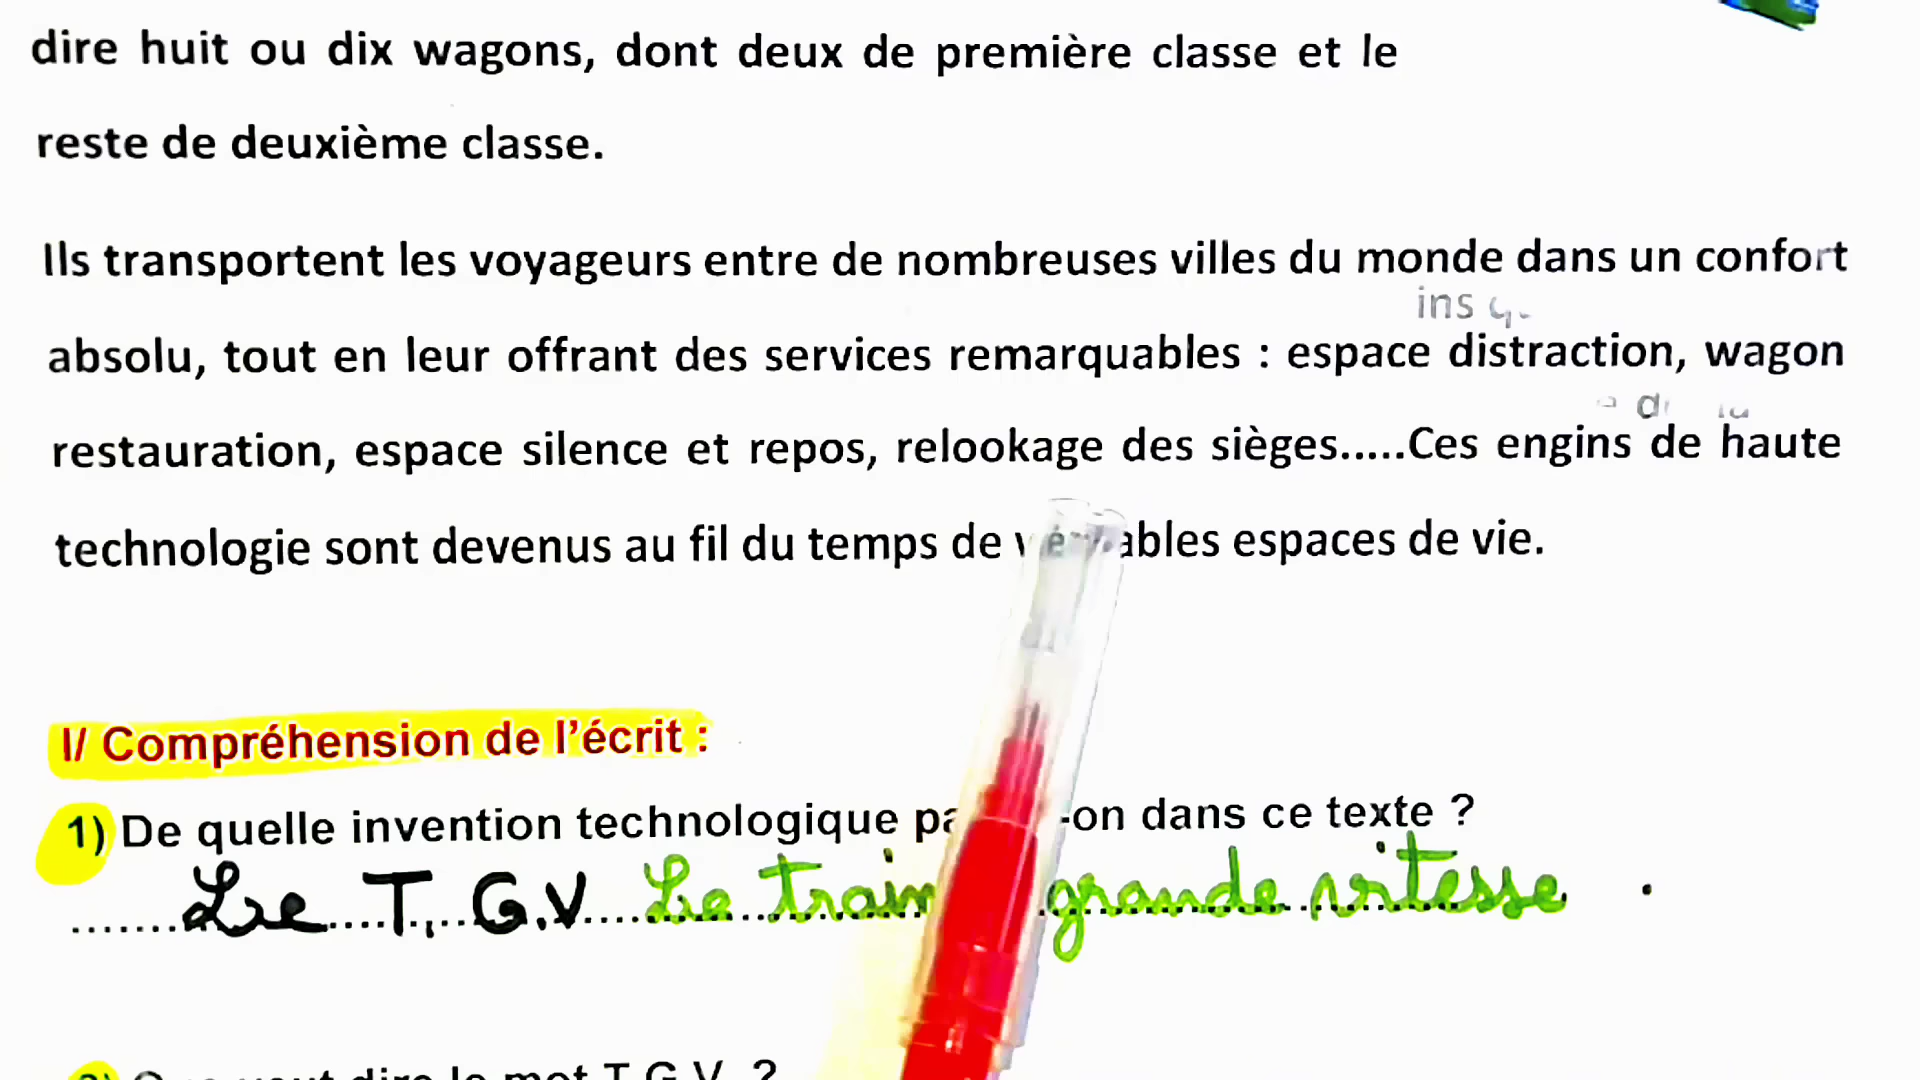 dire huit ou dix wagons, dont deux de première classe et le
reste de deuxième classe.
Ils transportent les voyageurs entre de nombreuses villes du monde dans un confort
absolu, tout en leur offrant des services remarquables : espace distraction, wagon
restauration, espace silence et repos, relookage des sièges.....Ces engins de haute
technologie sont devenus au fil du temps de espaces de vie.
I/ Compréhension de l'écrit :
1) De quelle invention technologique -on dans ce texte ?
Le T.G.V Le train grande vitesse .
veut dire le mot T.G.V ?